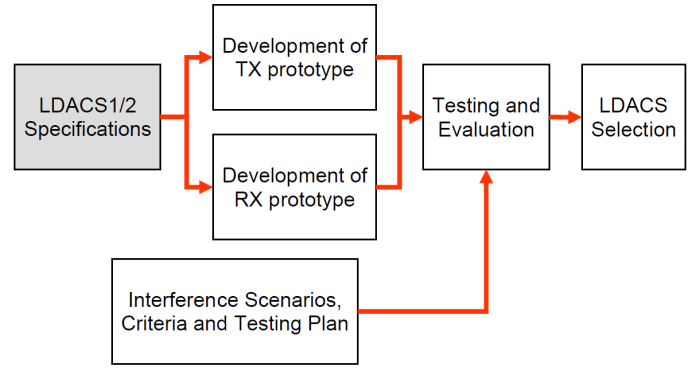 Development of
TX prototype
LDACS1/2
Specifications
Testing and
Evaluation
LDACS
Selection
Development of
RX prototype
Interference Scenarios,
Criteria and Testing Plan